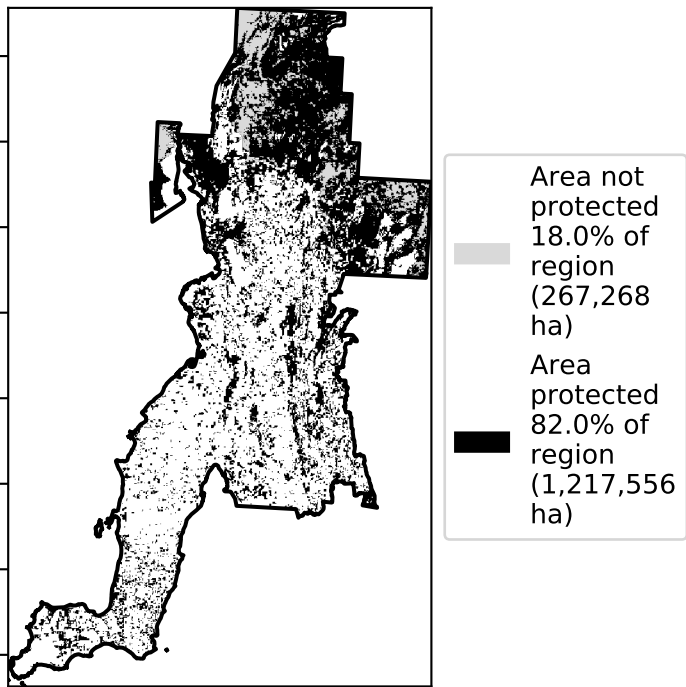 Area not
protected
18.0% of
region
(267,268
ha)
Area
protected
82.0% of
region
(1,217,556
ha)